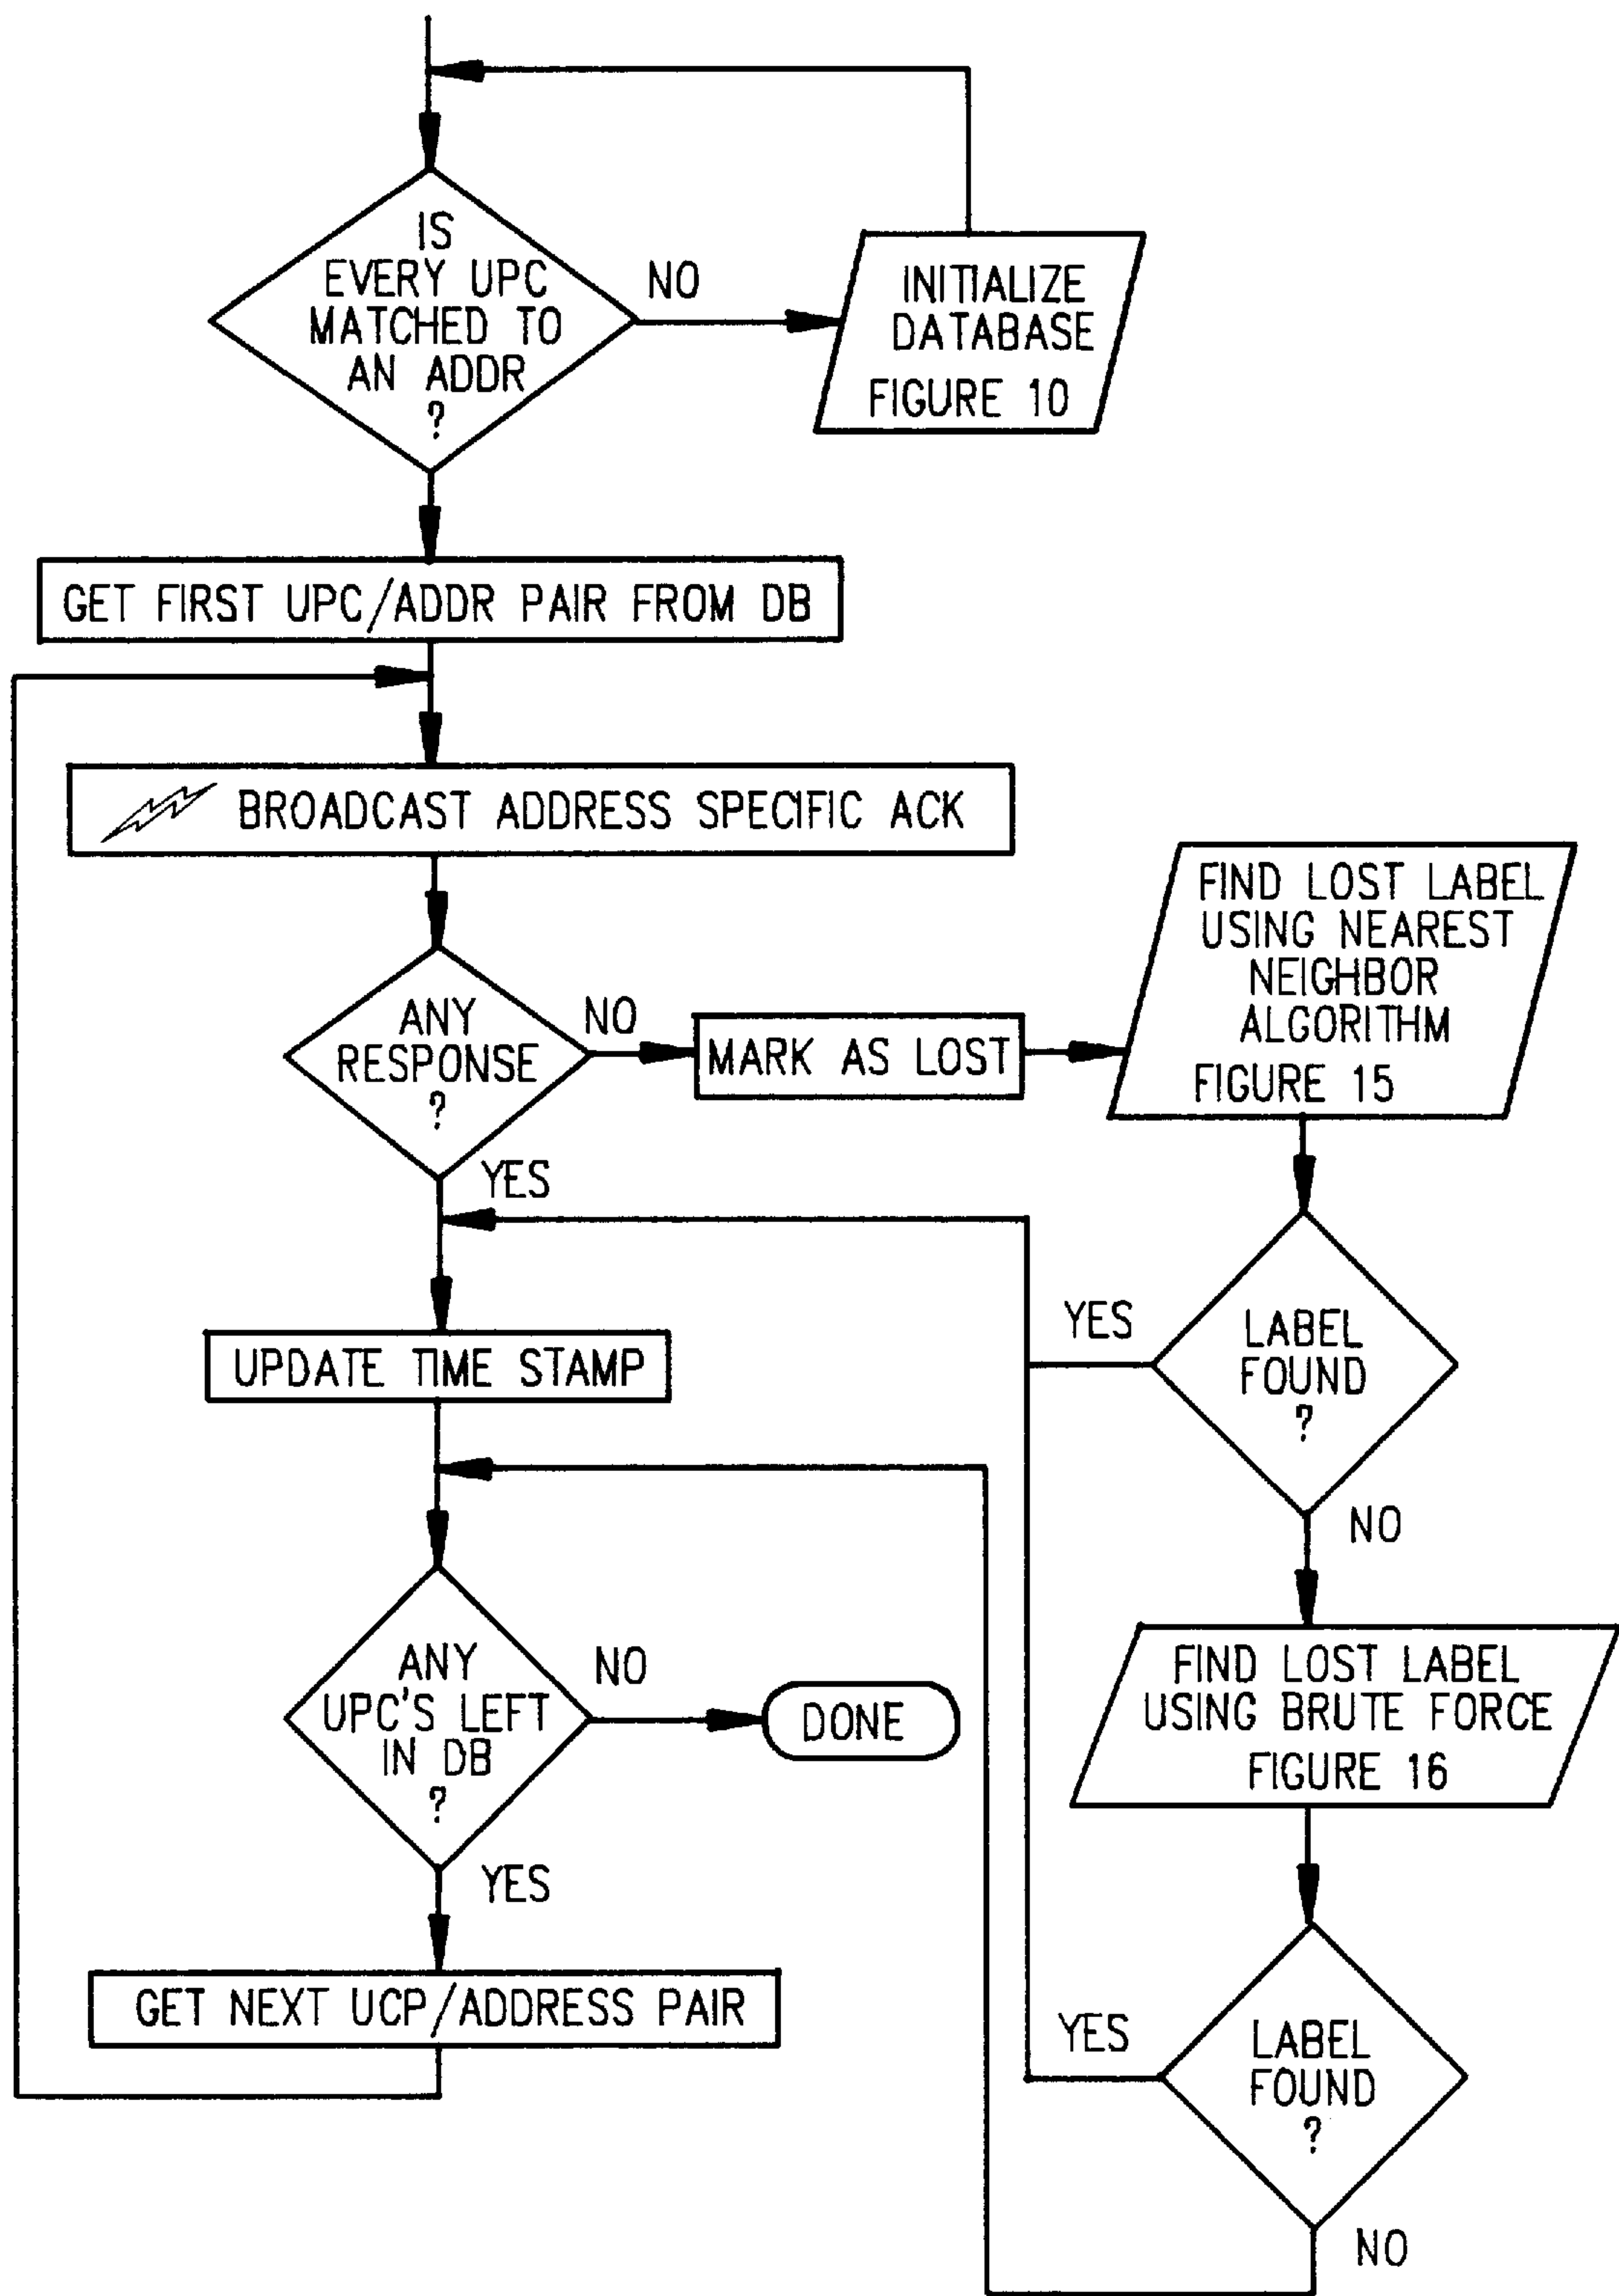 IS
EVERY UPC
MATCHED TO
AN ADDR
?
NO
INITIALIZE
DATABASE
FIGURE 10
GET FIRST UPC/ADDR PAIR FROM DB
BROADCAST ADDRESS SPECIFIC ACK
ANY
RESPONSE
?
NO
MARK AS LOST
FIND LOST LABEL
USING NEAREST
NEIGHBOR
ALGORITHM
FIGURE 15
YES
UPDATE TIME STAMP
YES
LABEL
FOUND
?
NO
ANY
UPC'S LEFT
IN DB
?
NO
DONE
FIND LOST LABEL
USING BRUTE FORCE
FIGURE 16
YES
GET NEXT UCP/ADDRESS PAIR
YES
LABEL
FOUND
?
NO